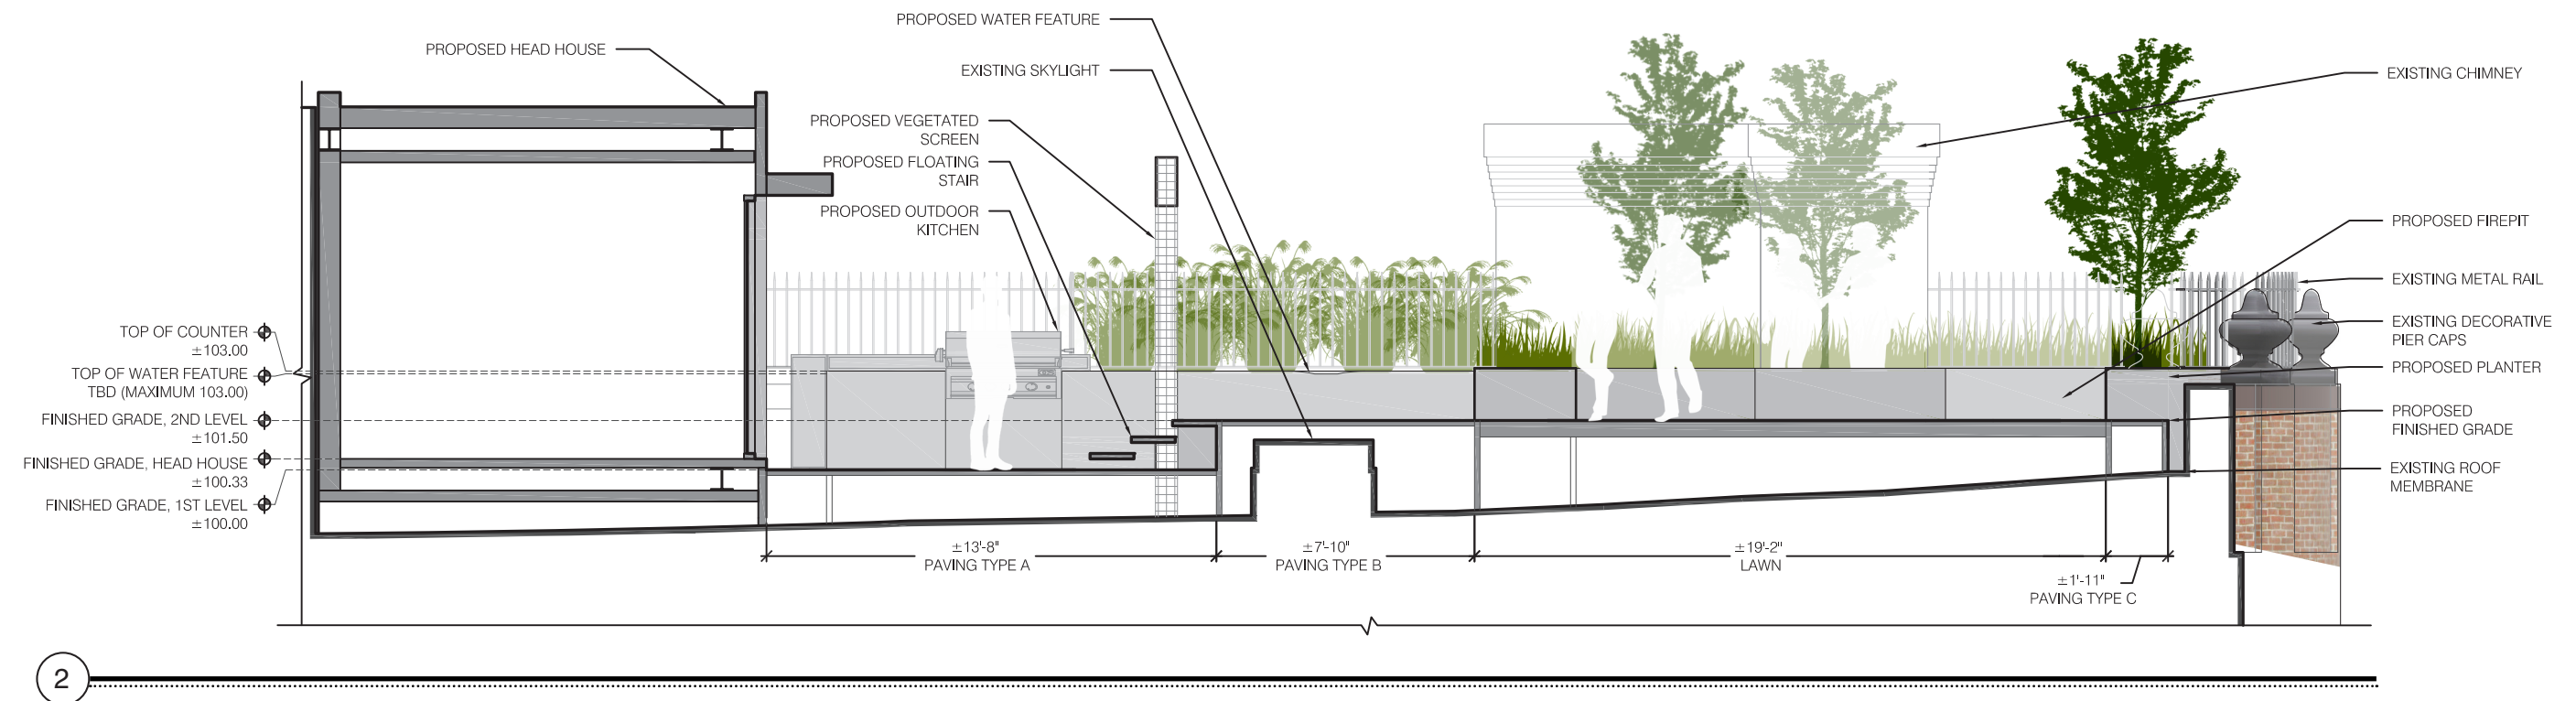 PROPOSED WATER FEATURE
PROPOSED HEAD HOUSE
EXISTING SKYLIGHT
EXISTING CHIMNEY
PROPOSED VEGETATED
SCREEN
PROPOSED FLOATING
STAIR
PROPOSED OUTDOOR
KITCHEN
PROPOSED FIREPIT
EXISTING METAL RAIL
EXISTING DECORATIVE
PIER CAPS
PROPOSED PLANTER
PROPOSED
FINISHED GRADE
EXISTING ROOF
MEMBRANE
TOP OF COUNTER
±103.00
TOP OF WATER FEATURE
TBD (MAXIMUM 103.00)
FINISHED GRADE, 2ND LEVEL
±101.50
FINISHED GRADE, HEAD HOUSE
±100.33
FINISHED GRADE, 1ST LEVEL
±100.00
±13'-8"
PAVING TYPE A
±7'-10"
PAVING TYPE B
±19'-2"
LAWN
±1'-11"
PAVING TYPE C
2